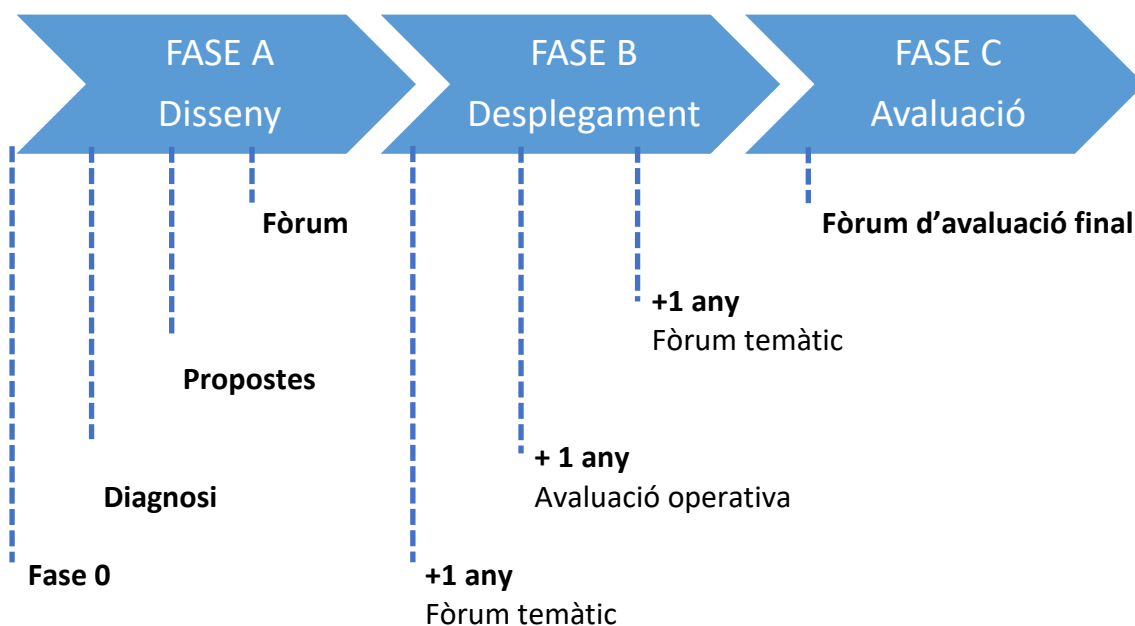 FASE A
Disseny
FASE B
Desplegament
FASE C
Avaluació
Fòrum
Fòrum d’avaluació final
+1 any
Fòrum temàtic
Propostes
+ 1 any
Avaluació operativa
Diagnosi
Fase 0
+1 any
Fòrum temàtic